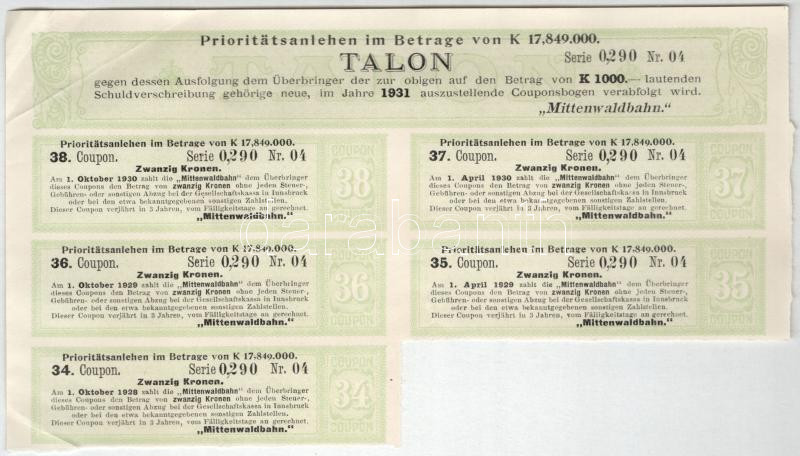 Prioritätsanlehen im Betrage von K 17,849.000.
TALON Serie 0,290 Nr. 04
gegen dessen Ausfolgung dem Überbringer der zur obigen auf den Betrag von K 1000.— lautenden
Schuldverschreibung gehörige neue, im Jahre 1931 auszustellende Couponsbogen verabfolgt wird.
„Mittenwaldbahn.“
Prioritätsanlehen im Betrage von K 17,849.000.
38. Coupon. Serie 0,290 Nr. 04
Zwanzig Kronen.
Am 1. Oktober 1930 zahlt die „Mittenwaldbahn“ dem Überbringer
dieses Coupons den Betrag von zwanzig Kronen ohne jeden Steuer-,
Gebühren- oder sonstigen Abzug bei der Gesellschaftskassa in Innsbruck
oder bei den etwa bekanntgegebenen sonstigen Zahlstellen.
Dieser Coupon verjährt in 3 Jahren, vom Fälligkeitstage an gerechnet.
„Mittenwaldbahn.“
COUPON
38
COUPON
Prioritätsanlehen im Betrage von K 17,849.000.
37. Coupon. Serie 0,290 Nr. 04
Zwanzig Kronen.
Am 1. April 1930 zahlt die „Mittenwaldbahn“ dem Überbringer
dieses Coupons den Betrag von zwanzig Kronen ohne jeden Steuer-,
Gebühren- oder sonstigen Abzug bei der Gesellschaftskassa in Innsbruck
oder bei den etwa bekanntgegebenen sonstigen Zahlstellen.
Dieser Coupon verjährt in 3 Jahren, vom Fälligkeitstage an gerechnet.
„Mittenwaldbahn.“
COUPON
37
COUPON
Prioritätsanlehen im Betrage von K 17,849.000.
36. Coupon. Serie 0,290 Nr. 04
Zwanzig Kronen.
Am 1. Oktober 1929 zahlt die „Mittenwaldbahn“ dem Überbringer
dieses Coupons den Betrag von zwanzig Kronen ohne jeden Steuer-,
Gebühren- oder sonstigen Abzug bei der Gesellschaftskassa in Innsbruck
oder bei den etwa bekanntgegebenen sonstigen Zahlstellen.
Dieser Coupon verjährt in 3 Jahren, vom Fälligkeitstage an gerechnet.
„Mittenwaldbahn.“
COUPON
36
COUPON
Prioritätsanlehen im Betrage von K 17,849.000.
35. Coupon. Serie 0,290 Nr. 04
Zwanzig Kronen.
Am 1. April 1929 zahlt die „Mittenwaldbahn“ dem Überbringer
dieses Coupons den Betrag von zwanzig Kronen ohne jeden Steuer-,
Gebühren- oder sonstigen Abzug bei der Gesellschaftskassa in Innsbruck
oder bei den etwa bekanntgegebenen sonstigen Zahlstellen.
Dieser Coupon verjährt in 3 Jahren, vom Fälligkeitstage an gerechnet.
„Mittenwaldbahn.“
COUPON
35
COUPON
Prioritätsanlehen im Betrage von K 17,849.000.
34. Coupon. Serie 0,290 Nr. 04
Zwanzig Kronen.
Am 1. Oktober 1928 zahlt die „Mittenwaldbahn“ dem Überbringer
dieses Coupons den Betrag von zwanzig Kronen ohne jeden Steuer-,
Gebühren- oder sonstigen Abzug bei der Gesellschaftskassa in Innsbruck
oder bei den etwa bekanntgegebenen sonstigen Zahlstellen.
Dieser Coupon verjährt in 3 Jahren, vom Fälligkeitstage an gerechnet.
„Mittenwaldbahn.“
COUPON
34
COUPON